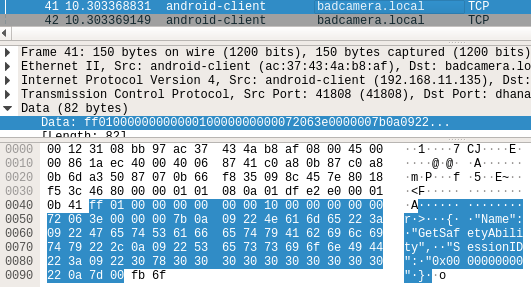 41 10.303368831 android-client badcamera.local TCP
42 10.303369149 android-client badcamera.local TCP
Frame 41: 150 bytes on wire (1200 bits), 150 bytes captured (1200 bits)
Ethernet II, Src: android-client (ac:37:43:4a:b8:af), Dst: badcamera.lo
Internet Protocol Version 4, Src: android-client (192.168.11.135), Dst:
Transmission Control Protocol, Src Port: 41808 (41808), Dst Port: dhana
Data (82 bytes)
Data: ff010000000000001000000000007206​3e0000007b0a0922...
[Length: 82]
0000 00 12 31 08 bb 97 ac 37 43 4a b8 af 08 00 45 00 ··1····7 CJ····E·
0010 00 86 1a ec 40 00 40 06 87 41 c0 a8 0b 87 c0 a8 ····@·@· ·A······
0020 0b 6d a3 50 87 07 0b 66 f8 35 09 8c 45 7e 80 18 ·m·P···f ·5··E~··
0030 f5 3c 46 80 00 00 01 01 08 0a 01 df e2 e0 00 01 ·<F····· ········
0040 0b 41 ff 01 00 00 00 00 00 00 10 00 00 00 00 00 ·A······ ········
0050 72 06 3e 00 00 00 7b 0a 09 22 4e 61 6d 65 22 3a r·>···{· ·"Name":
0060 09 22 47 65 74 53 61 66 65 74 79 41 62 69 6c 69 ·"GetSaf etyAbili
0070 74 79 22 2c 0a 09 22 53 65 73 73 69 6f 6e 49 44 ty",··"S essionID
0080 22 3a 09 22 30 78 30 30 30 30 30 30 30 30 30 30 ":·"0x00 00000000
0090 22 0a 7d 00 fb 6f "·}··o